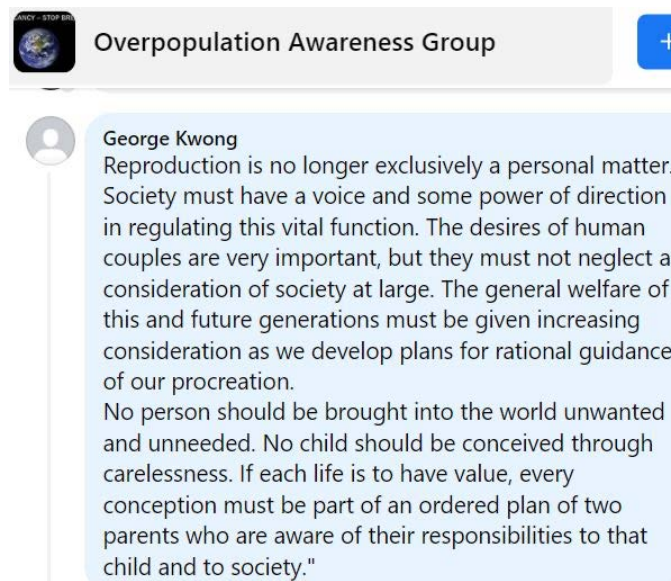 ANCY – STOP BRE
Overpopulation Awareness Group
+
George Kwong
Reproduction is no longer exclusively a personal matter.
Society must have a voice and some power of direction
in regulating this vital function. The desires of human
couples are very important, but they must not neglect a
consideration of society at large. The general welfare of
this and future generations must be given increasing
consideration as we develop plans for rational guidance
of our procreation.
No person should be brought into the world unwanted
and unneeded. No child should be conceived through
carelessness. If each life is to have value, every
conception must be part of an ordered plan of two
parents who are aware of their responsibilities to that
child and to society."